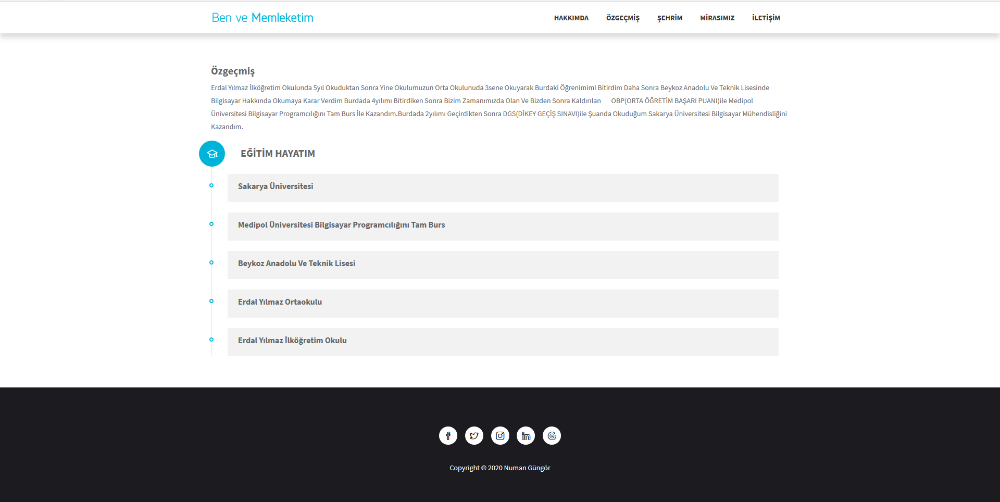 Ben ve Memleketim
HAKKIMDA ÖZGEÇMİŞ ŞEHRİM MİRASIMIZ İLETİŞİM
Özgeçmiş
Erdal Yılmaz İlköğretim Okulunda 5yıl Okuduktan Sonra Yine Okulumuzun Orta Okulunuda 3sene Okuyarak Burdaki Öğrenimimi Bitirdim Daha Sonra Beykoz Anadolu Ve Teknik Lisesinde
Bilgisayar Hakkında Okumaya Karar Verdim Burdada 4yılımı Bitirdiken Sonra Bizim Zamanımızda Olan Ve Bizden Sonra Kaldırılan OBP(ORTA ÖĞRETİM BAŞARI PUANI)ile Medipol
Üniversitesi Bilgisayar Programcılığını Tam Burs İle Kazandım.Burdada 2yılımı Geçirdikten Sonra DGS(DİKEY GEÇİŞ SINAVI)ile Şuanda Okuduğum Sakarya Üniversitesi Bilgisayar Mühendisliğini
Kazandım.
EĞİTİM HAYATIM
Sakarya Üniversitesi
Medipol Üniversitesi Bilgisayar Programcılığını Tam Burs
Beykoz Anadolu Ve Teknik Lisesi
Erdal Yılmaz Ortaokulu
Erdal Yılmaz İlköğretim Okulu
Copyright © 2020 Numan Güngör